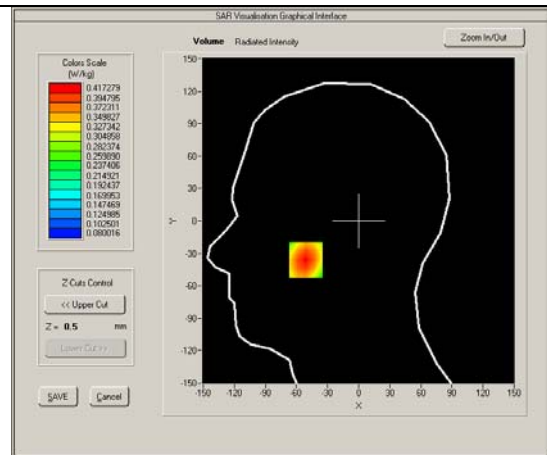 SAR Visualisation Graphical Interface
Volume Radiated Intensity
Zoom In/Out
Colors Scale
(W/kg)
0.417279
0.394795
0.372311
0.349827
0.327342
0.304858
0.282374
0.259890
0.237406
0.214921
0.192437
0.169953
0.147469
0.124985
0.102501
0.080016
Z Cuts Control
<< Upper Cut
Z = 0.5 mm
Lower Cut >>
SAVE Cancel
150
120
90
60
30
0
-30
-60
-90
-120
-150
Y
-150 -120 -90 -60 -30 0 30 60 90 120 150
X